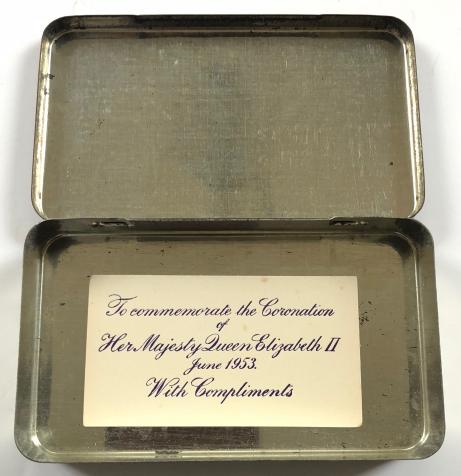 To commemorate the Coronation
of
Her Majesty Queen Elizabeth II
June 1953.
With Compliments